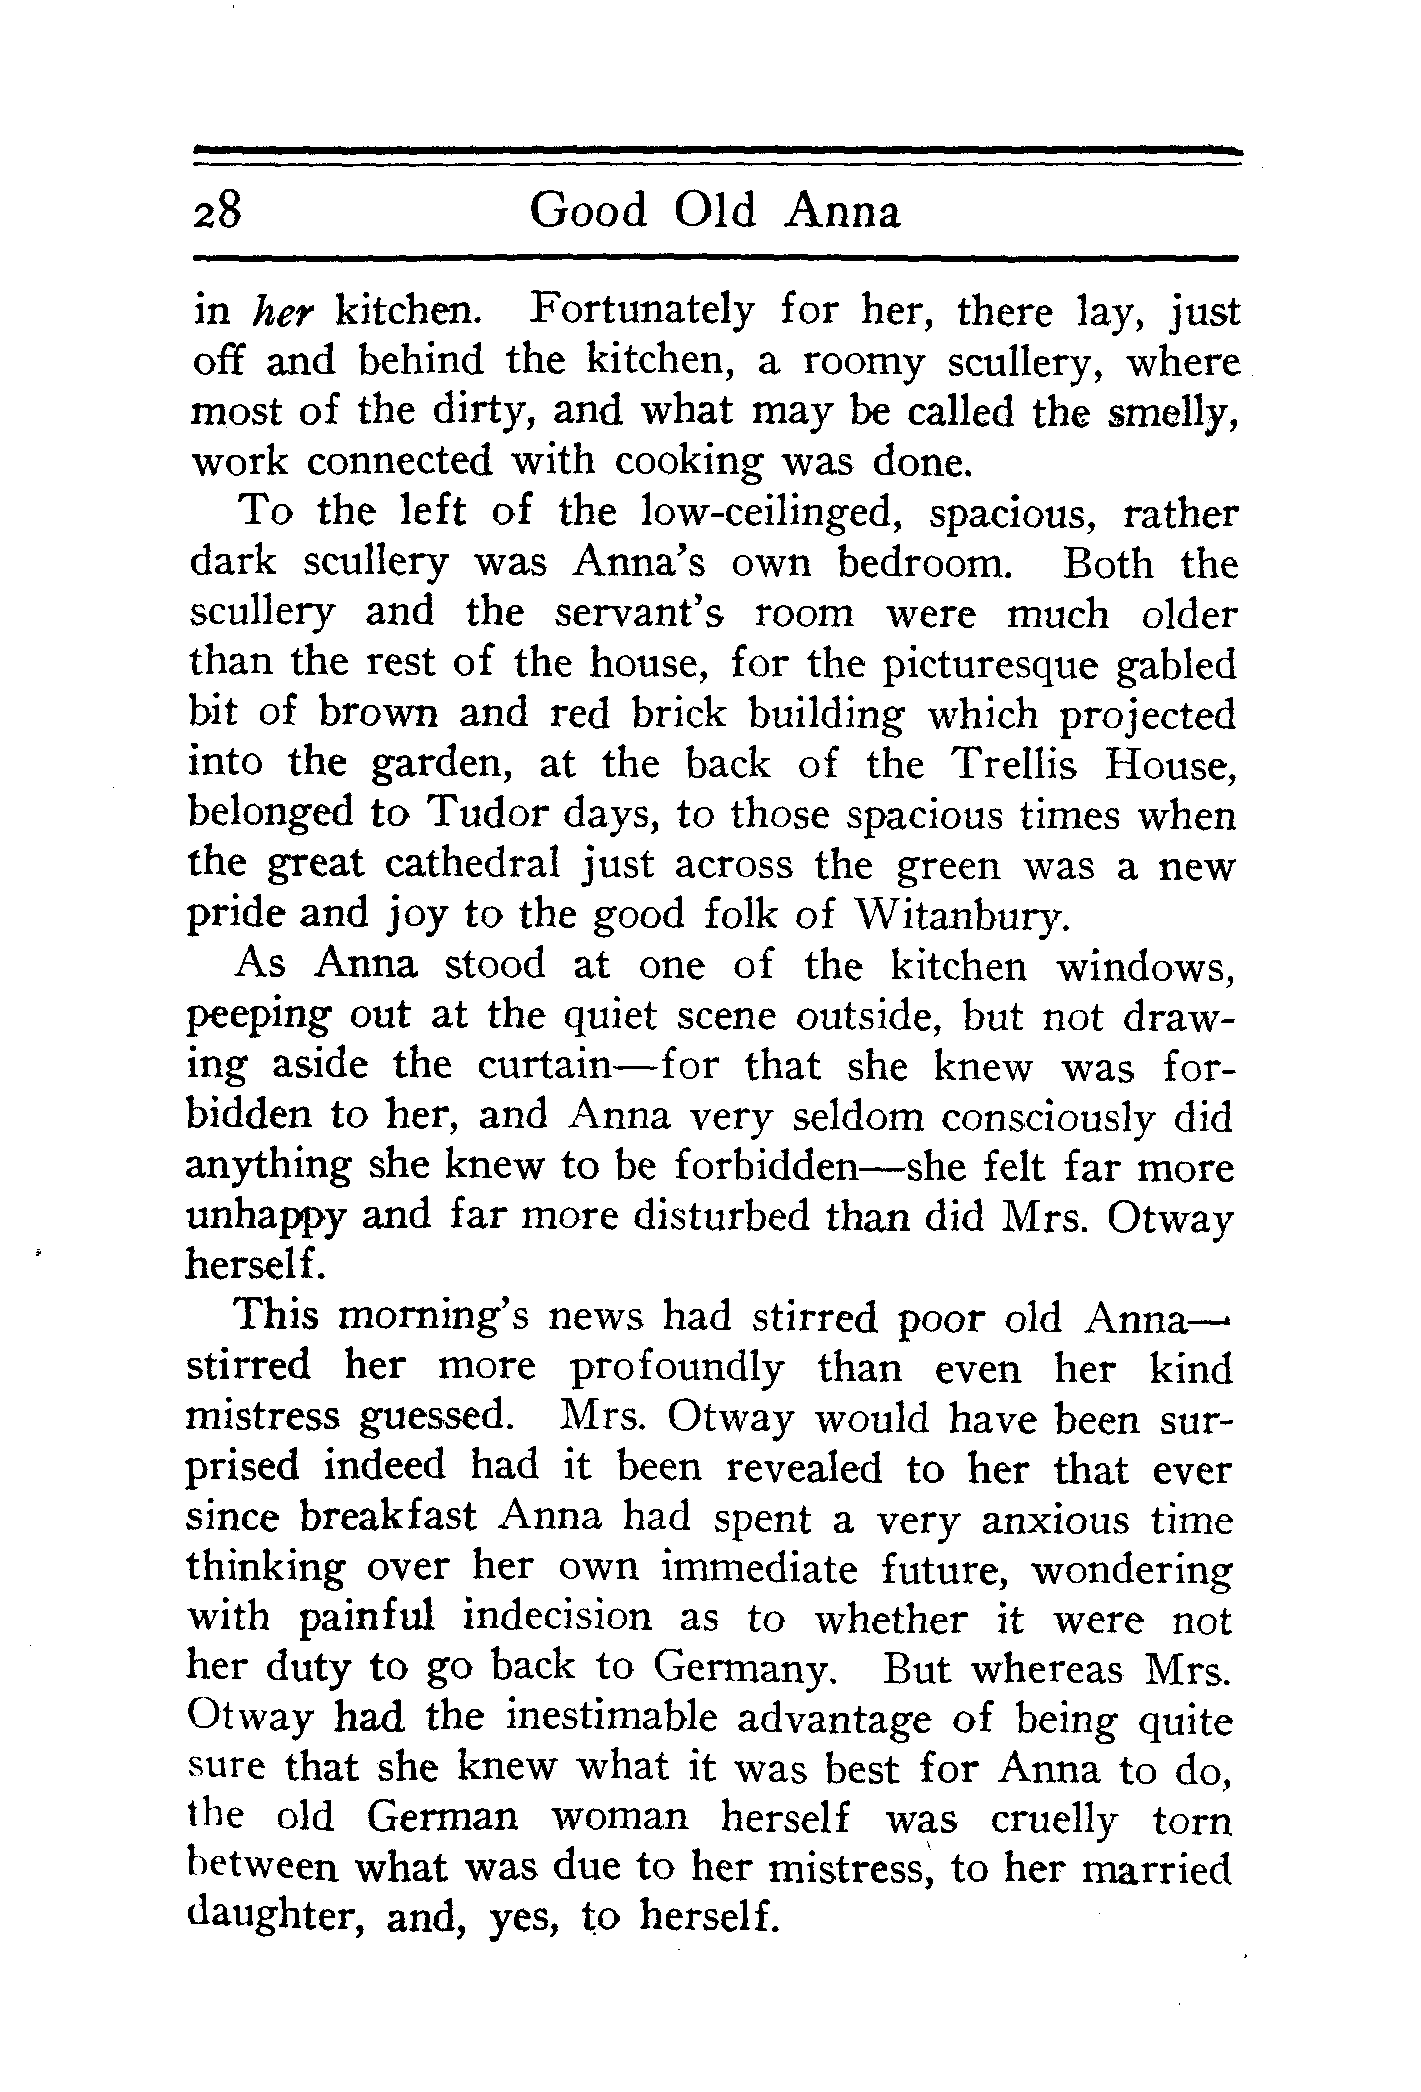 28 Good Old Anna
in her kitchen. Fortunately for her, there lay, just
off and behind the kitchen, a roomy scullery, where
most of the dirty, and what may be called the smelly,
work connected with cooking was done.
To the left of the low-ceilinged, spacious, rather
dark scullery was Anna's own bedroom. Both the
scullery and the servant's room were much older
than the rest of the house, for the picturesque gabled
bit of brown and red brick building which projected
into the garden, at the back of the Trellis House,
belonged to Tudor days, to those spacious times when
the great cathedral just across the green was a new
pride and joy to the good folk of Witanbury.
As Anna stood at one of the kitchen windows,
peeping out at the quiet scene outside, but not draw-
ing aside the curtain—for that she knew was for-
bidden to her, and Anna very seldom consciously did
anything she knew to be forbidden—she felt far more
unhappy and far more disturbed than did Mrs. Otway
herself.
This morning's news had stirred poor old Anna—
stirred her more profoundly than even her kind
mistress guessed. Mrs. Otway would have been sur-
prised indeed had it been revealed to her that ever
since breakfast Anna had spent a very anxious time
thinking over her own immediate future, wondering
with painful indecision as to whether it were not
her duty to go back to Germany. But whereas Mrs.
Otway had the inestimable advantage of being quite
sure that she knew what it was best for Anna to do,
the old German woman herself was cruelly torn
between what was due to her mistress, to her married
daughter, and, yes, to herself.